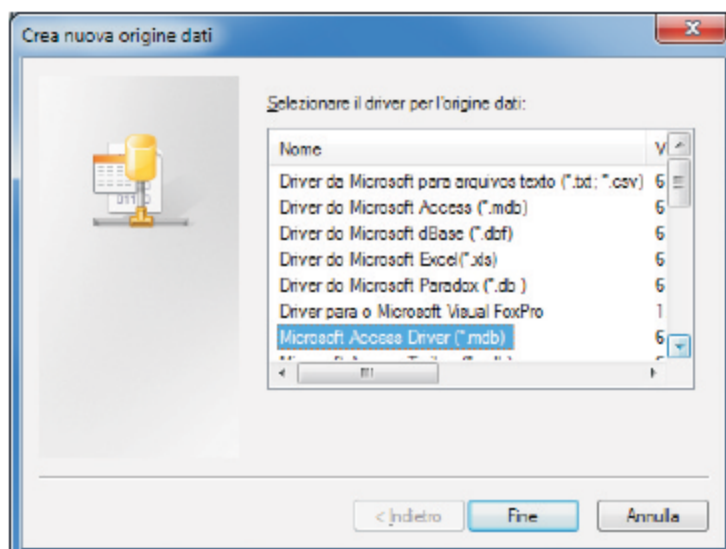 Crea nuova origine dati
Selezionare il driver per l'origine dati:
Nome V
Driver da Microsoft para arquivos texto (*.txt; *.csv) 6
Driver do Microsoft Access (*.mdb) 6
Driver do Microsoft dBase (*.dbf) 6
Driver do Microsoft Excel(*.xls) 6
Driver do Microsoft Paradox (*.db ) 6
Driver para o Microsoft Visual FoxPro 1
Microsoft Access Driver (*.mdb) 6
< Indietro Fine Annulla